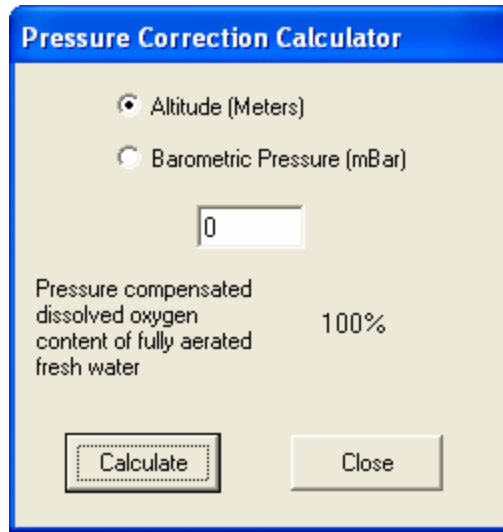 Pressure Correction Calculator
Altitude (Meters)
Barometric Pressure (mBar)
0
Pressure compensated
dissolved oxygen
content of fully aerated
fresh water
100%
Calculate
Close